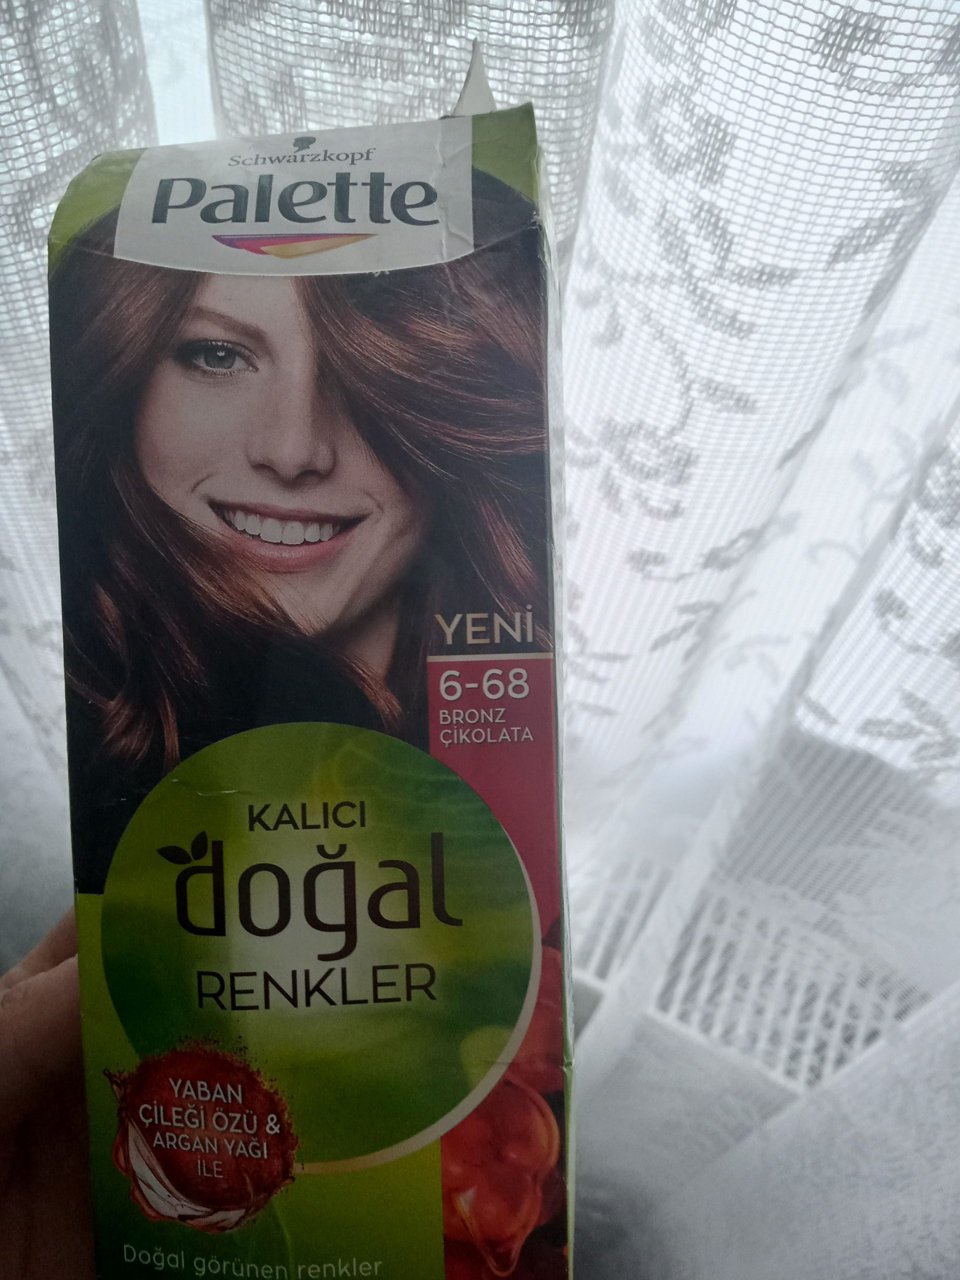 Schwarzkopf
Palette
YENİ
6-68
BRONZ
ÇİKOLATA
KALICI
doğal
RENKLER
YABAN
ÇİLEĞİ ÖZÜ &
ARGAN YAĞI
İLE
Doğal görünen renkler